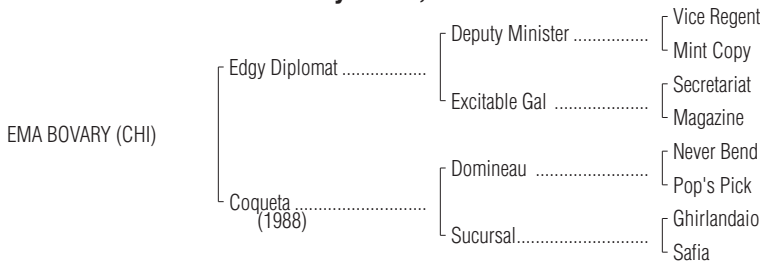 Vice Regent
Deputy Minister ................
Mint Copy
Edgy Diplomat ..................
Secretariat
Excitable Gal ....................
Magazine
EMA BOVARY (CHI)
Never Bend
Domineau ........................
Pop's Pick
Coqueta ............................
(1988)
Ghirlandaio
Sucursal............................
Safia